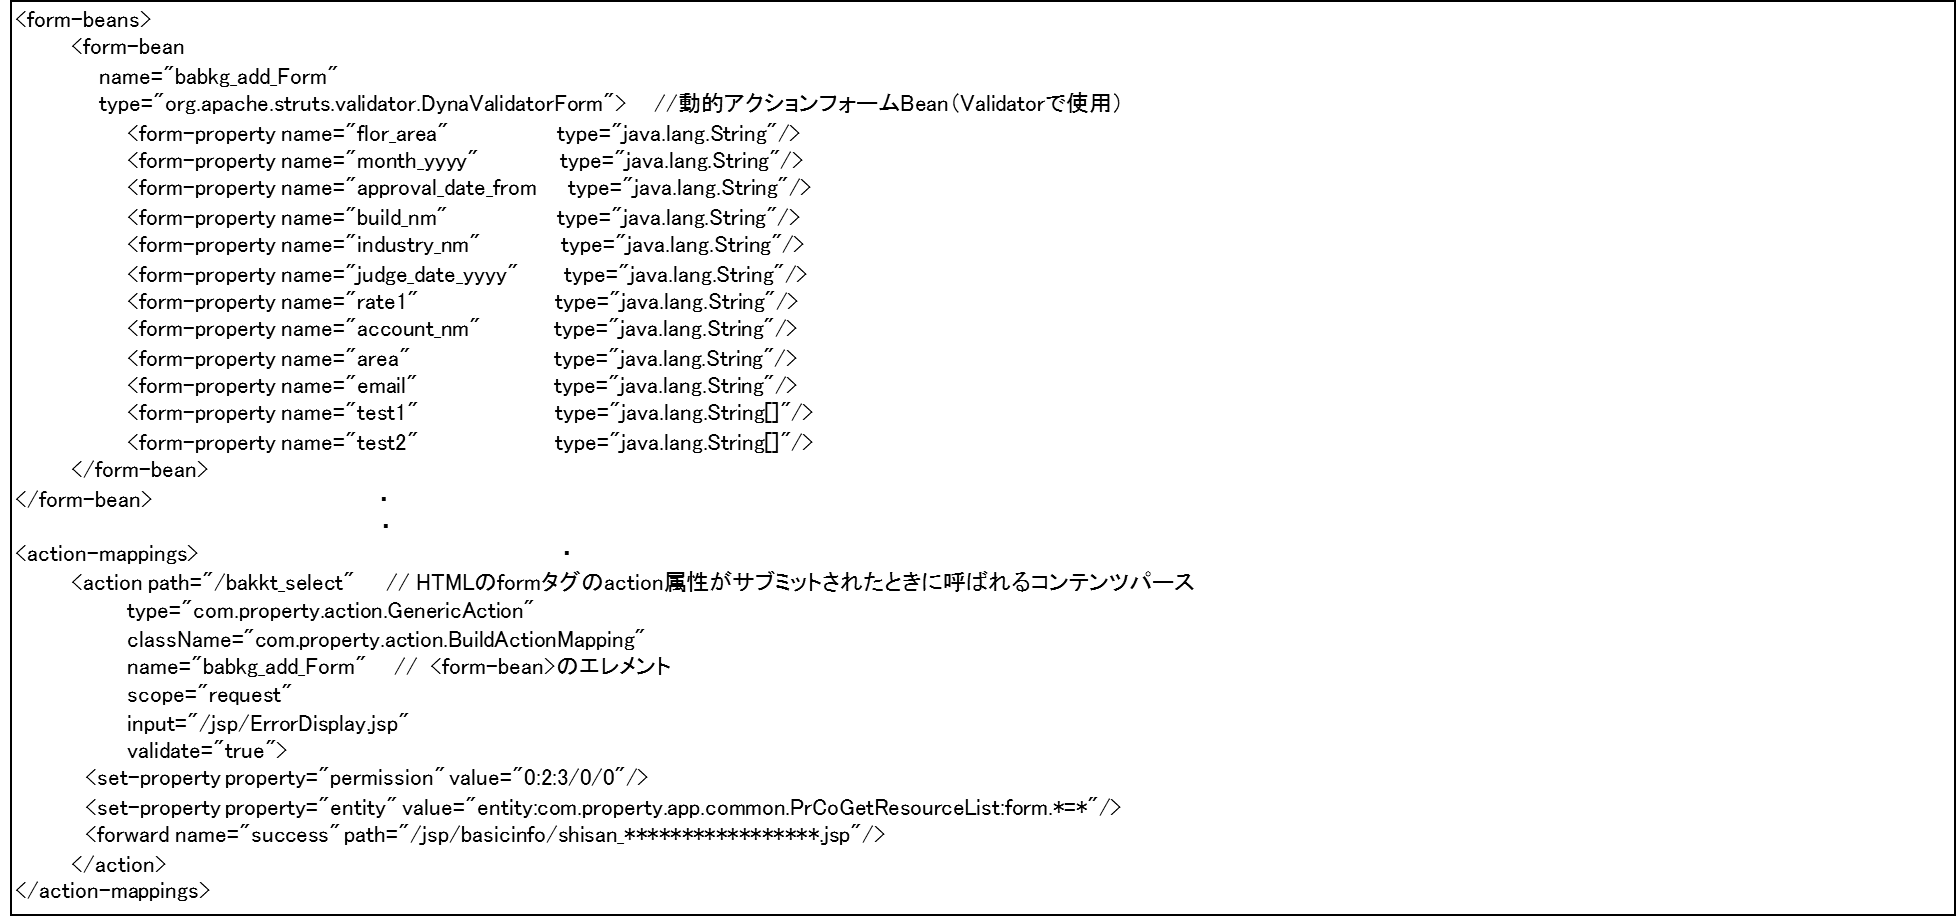 <form-beans>
<form-bean
name="babkg_add_Form"
type="org.apache.struts.validator.DynaValidatorForm"> //動的アクションフォームBean（Validatorで使用）
<form-property name="flor_area" type="java.lang.String"/>
<form-property name="month_yyyy" type="java.lang.String"/>
<form-property name="approval_date_from type="java.lang.String"/>
<form-property name="build_nm" type="java.lang.String"/>
<form-property name="industry_nm" type="java.lang.String"/>
<form-property name="judge_date_yyyy" type="java.lang.String"/>
<form-property name="rate1" type="java.lang.String"/>
<form-property name="account_nm" type="java.lang.String"/>
<form-property name="area" type="java.lang.String"/>
<form-property name="email" type="java.lang.String"/>
<form-property name="test1" type="java.lang.String[]"/>
<form-property name="test2" type="java.lang.String[]"/>
</form-bean>
</form-bean> ・
・
<action-mappings> ・
<action path="/bakkt_select" // HTMLのformタグのaction属性がサブミットされたときに呼ばれるコンテンツパース
type="com.property.action.GenericAction"
className="com.property.action.BuildActionMapping"
name="babkg_add_Form" // <form-bean>のエレメント
scope="request"
input="/jsp/ErrorDisplay.jsp"
validate="true">
<set-property property="permission" value="0:2:3/0/0"/>
<set-property property="entity" value="entity:com.property.app.common.PrCoGetResourceList:form.*=*"/>
<forward name="success" path="/jsp/basicinfo/shisan_*****************.jsp"/>
</action>
</action-mappings>